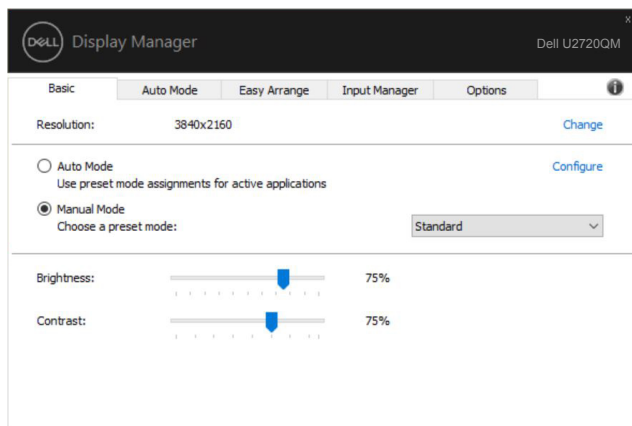 DELL Display Manager
x
Dell U2720QM
Basic Auto Mode Easy Arrange Input Manager Options i
Resolution: 3840x2160 Change
Auto Mode Configure
Use preset mode assignments for active applications
Manual Mode
Choose a preset mode: Standard
Brightness: 75%
Contrast: 75%